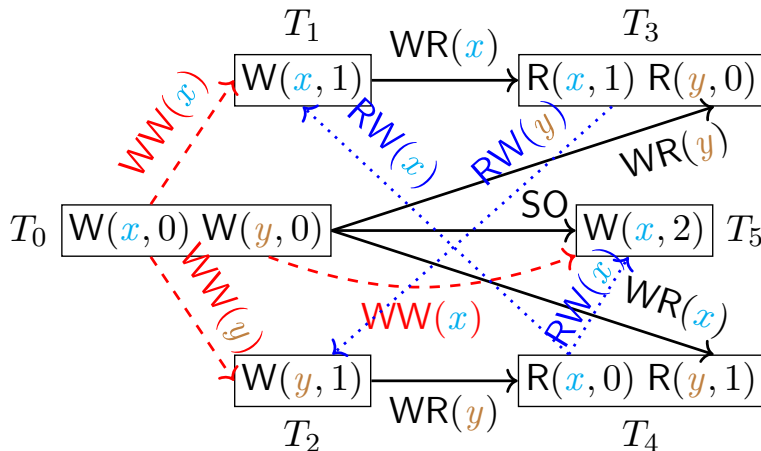 T₁ T₃
WR(x)
W(x, 1) R(x, 1) R(y, 0)
WW(x)
RW(x)
RW(y)
WR(y)
SO
T₀ W(x, 0) W(y, 0) W(x, 2) T₅
WW(y)
WW(x)
RW(x)
WR(x)
W(y, 1) R(x, 0) R(y, 1)
WR(y)
T₂ T₄